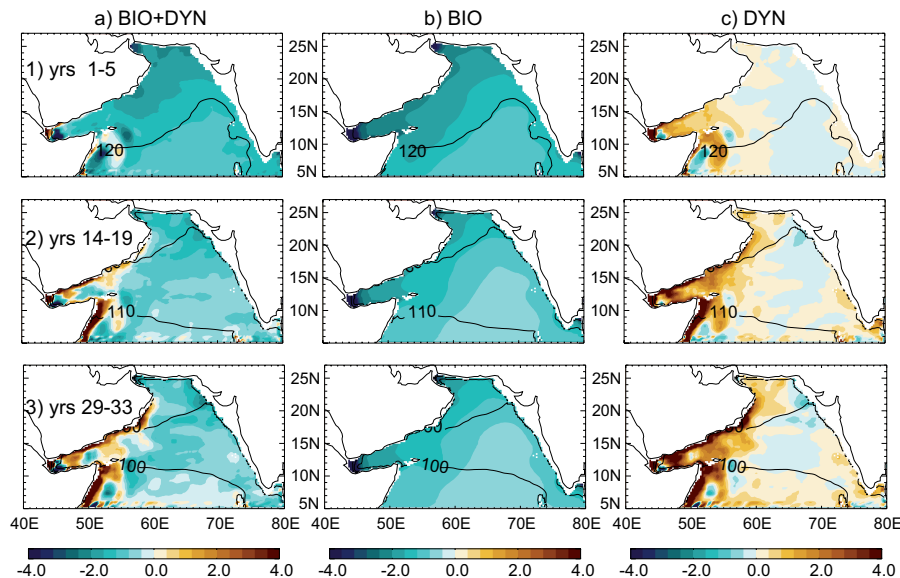 a) BIO+DYN b) BIO c) DYN
1) yrs 1-5
25N 20N 15N 10N 5N
120 120 120
25N 20N 15N 10N 5N
2) yrs 14-19
25N 20N 15N 10N 5N
110 110 110
25N 20N 15N 10N 5N
3) yrs 29-33
25N 20N 15N 10N 5N
100 100 100
25N 20N 15N 10N 5N
40E 50E 60E 70E 80E 40E 50E 60E 70E 80E 40E 50E 60E 70E 80E
-4.0 -2.0 0.0 2.0 4.0 -4.0 -2.0 0.0 2.0 4.0 -4.0 -2.0 0.0 2.0 4.0